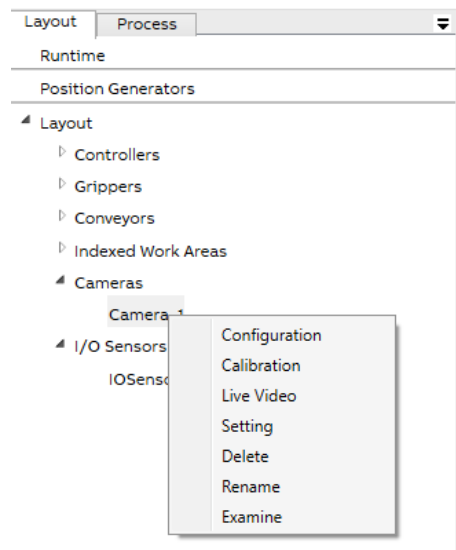 Layout Process
Runtime
Position Generators
Layout
Controllers
Grippers
Conveyors
Indexed Work Areas
Cameras
I/O Sensors
Configuration
Calibration
Live Video
Setting
Delete
Rename
Examine